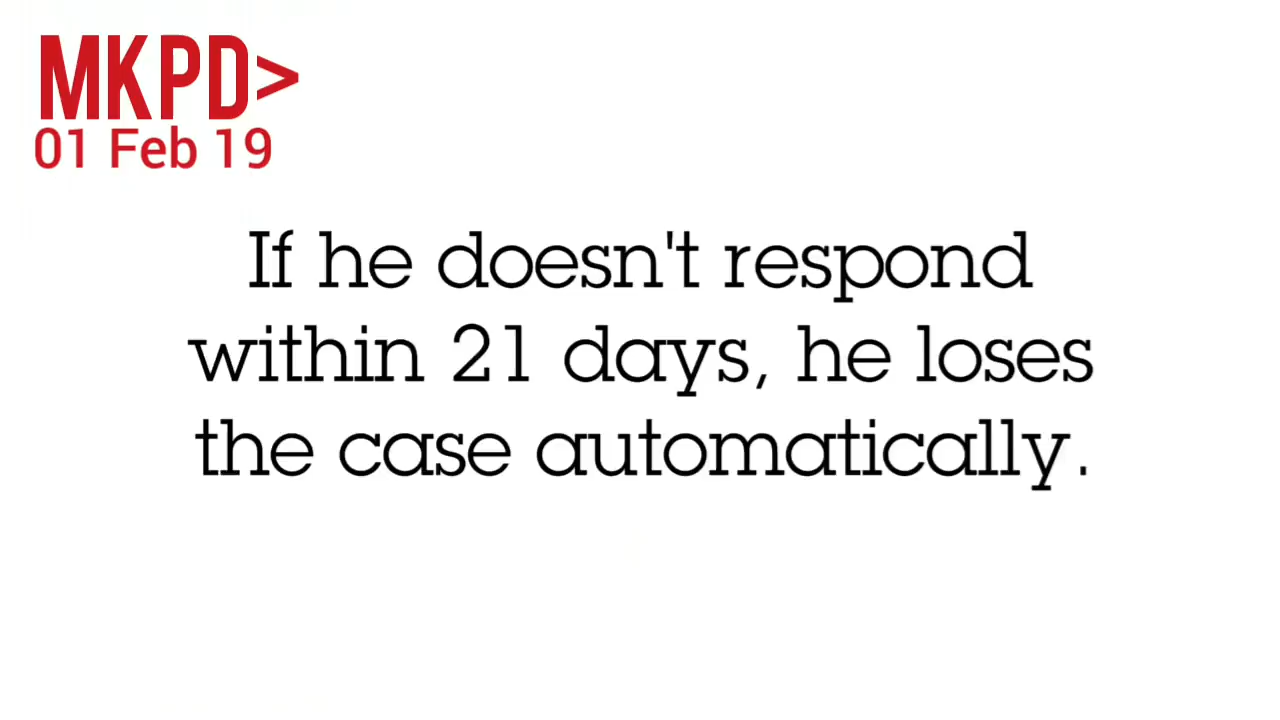 MKPD>
01 Feb 19
If he doesn't respond
within 21 days, he loses
the case automatically.